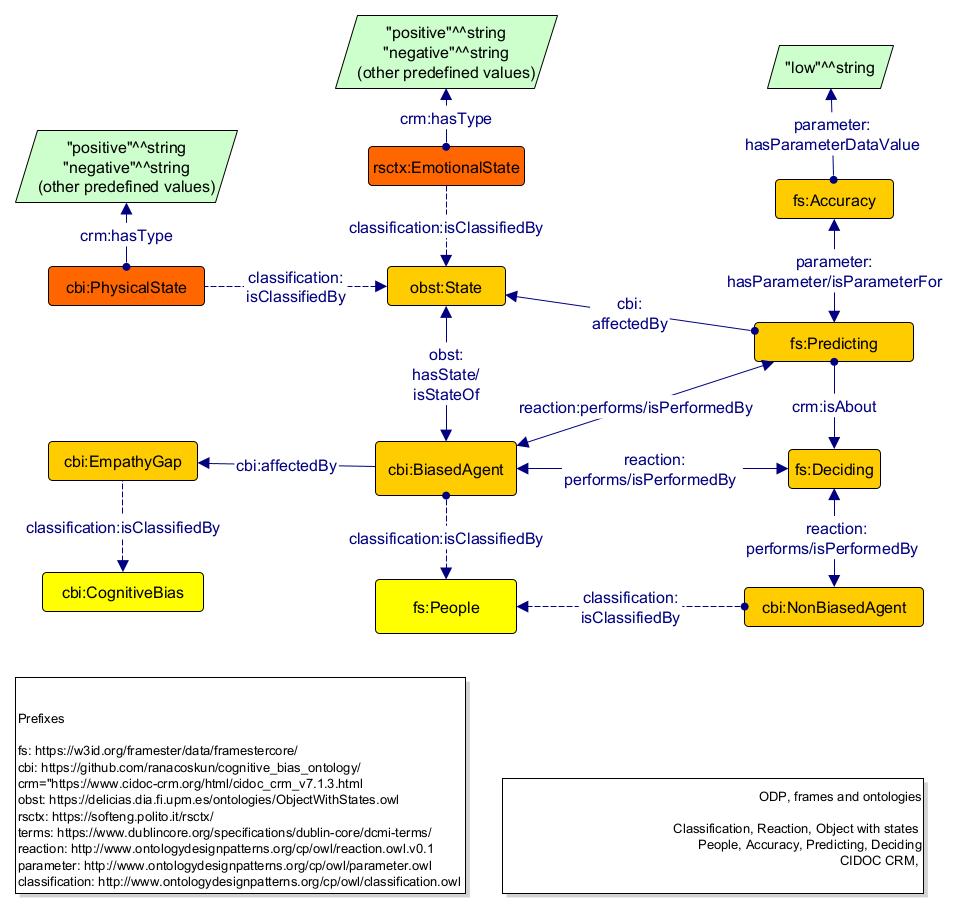 "positive"^^string
"negative"^^string
(other predefined values)
"low"^^string
crm:hasType
parameter:
hasParameterDataValue
"positive"^^string
"negative"^^string
(other predefined values)
rsctx:EmotionalState
fs:Accuracy
crm:hasType
classification:isClassifiedBy
parameter:
hasParameter/isParameterFor
cbi:PhysicalState
classification:
isClassifiedBy
obst:State
cbi:
affectedBy
fs:Predicting
obst:
hasState/
isStateOf
reaction:performs/isPerformedBy
crm:isAbout
cbi:EmpathyGap
cbi:affectedBy
cbi:BiasedAgent
reaction:
performs/isPerformedBy
fs:Deciding
classification:isClassifiedBy
classification:isClassifiedBy
reaction:
performs/isPerformedBy
cbi:CognitiveBias
fs:People
classification:
isClassifiedBy
cbi:NonBiasedAgent
Prefixes
fs: https://w3id.org/framester/data/framestercore/
cbi: https://github.com/ranacoskun/cognitive_bias_ontology/
crm="https://www.cidoc-crm.org/html/cidoc_crm_v7.1.3.html
obst: https://delicias.dia.fi.upm.es/ontologies/ObjectWithStates.owl
rsctx: https://softeng.polito.it/rsctx/
terms: https://www.dublincore.org/specifications/dublin-core/dcmi-terms/
reaction: http://www.ontologydesignpatterns.org/cp/owl/reaction.owl.v0.1
parameter: http://www.ontologydesignpatterns.org/cp/owl/parameter.owl
classification: http://www.ontologydesignpatterns.org/cp/owl/classification.owl
ODP, frames and ontologies
Classification, Reaction, Object with states
People, Accuracy, Predicting, Deciding
CIDOC CRM,